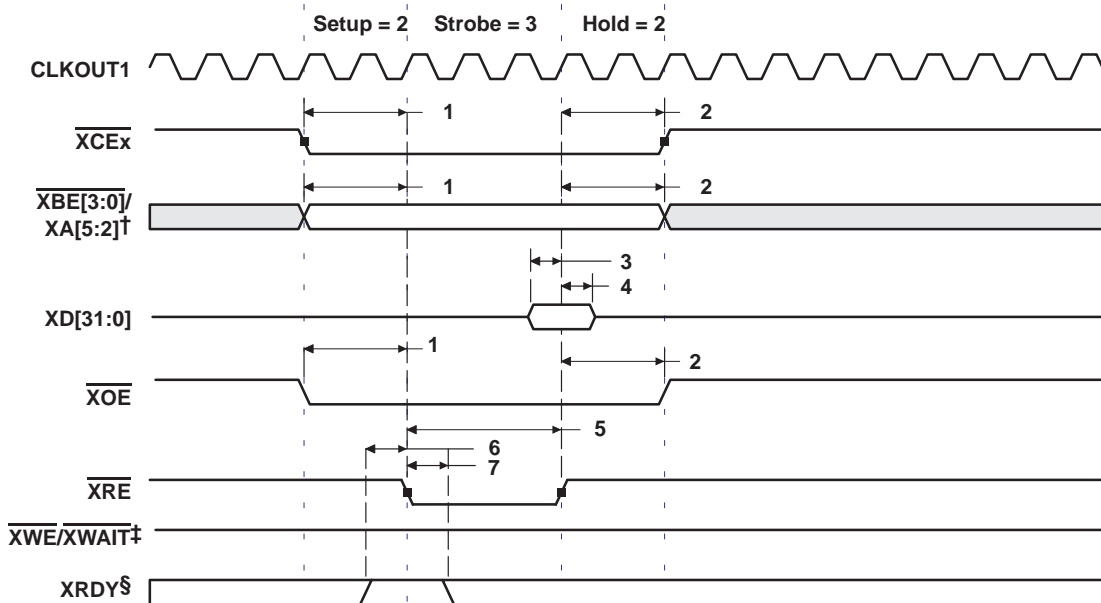 Setup = 2 Strobe = 3 Hold = 2
CLKOUT1
1 2
XCEx
1 2
XBE[3:0]/
XA[5:2]†
3
4
XD[31:0]
1
2
XOE
5
6
7
XRE
XWE/XWAIT‡
XRDY§